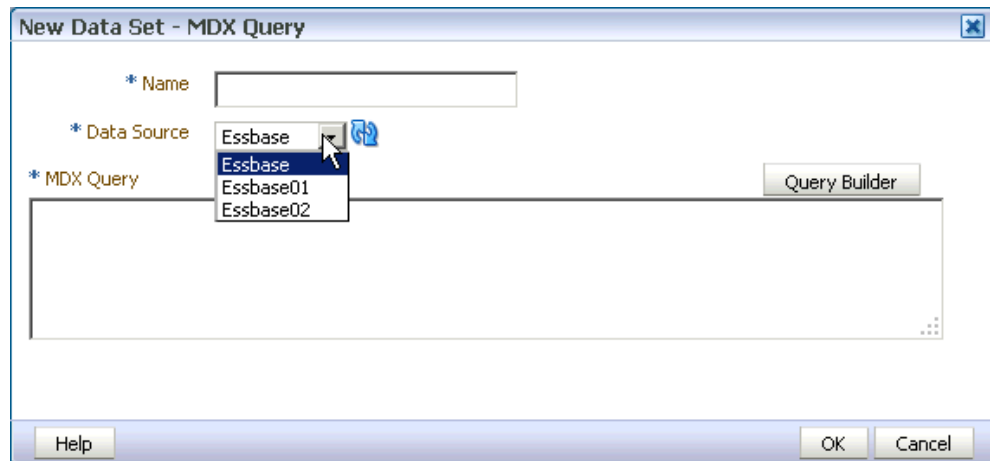 New Data Set - MDX Query
* Name
* Data Source Essbase
Essbase
Essbase01
Essbase02
* MDX Query
Query Builder
Help OK Cancel